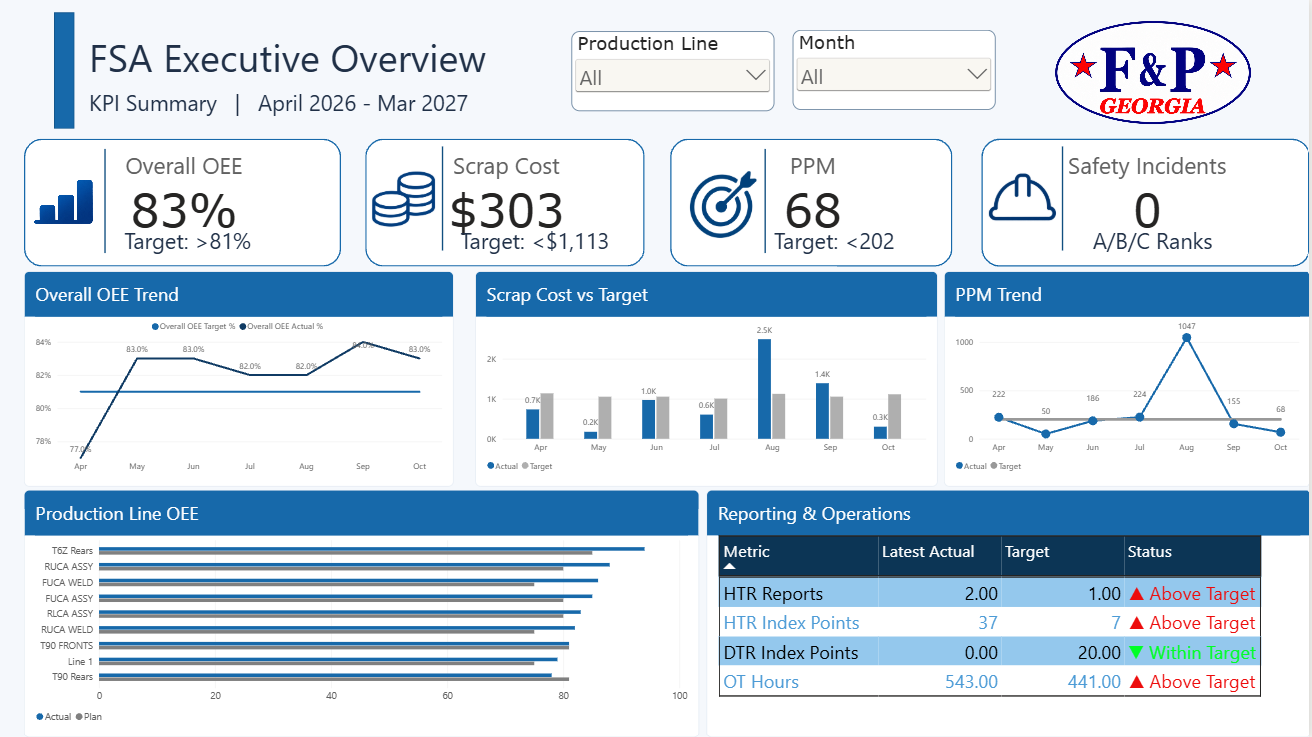 FSA Executive Overview
KPI Summary | April 2026 - Mar 2027
Production Line
All
Month
All
F&P
GEORGIA
Overall OEE
83%
Target: >81%
Scrap Cost
$303
Target: <$1,113
PPM
68
Target: <202
Safety Incidents
0
A/B/C Ranks
Overall OEE Trend
Overall OEE Target % Overall OEE Actual %
84%
82%
80%
78%
77.0%
83.0%
83.0%
82.0%
82.0%
84.0%
83.0%
Apr May Jun Jul Aug Sep Oct
Scrap Cost vs Target
2K
1K
0K
0.7K
0.2K
1.0K
0.6K
2.5K
1.4K
0.3K
Apr May Jun Jul Aug Sep Oct
Actual Target
PPM Trend
1000
500
0
222
50
186
224
1047
155
68
Apr May Jun Jul Aug Sep Oct
Actual Target
Production Line OEE
T6Z Rears
RUCA ASSY
FUCA WELD
FUCA ASSY
RLCA ASSY
RUCA WELD
T90 FRONTS
Line 1
T90 Rears
0 20 40 60 80 100
Actual Plan
Reporting & Operations
Metric Latest Actual Target Status
HTR Reports 2.00 1.00 ▲ Above Target
HTR Index Points 37 7 ▲ Above Target
DTR Index Points 0.00 20.00 ▼ Within Target
OT Hours 543.00 441.00 ▲ Above Target